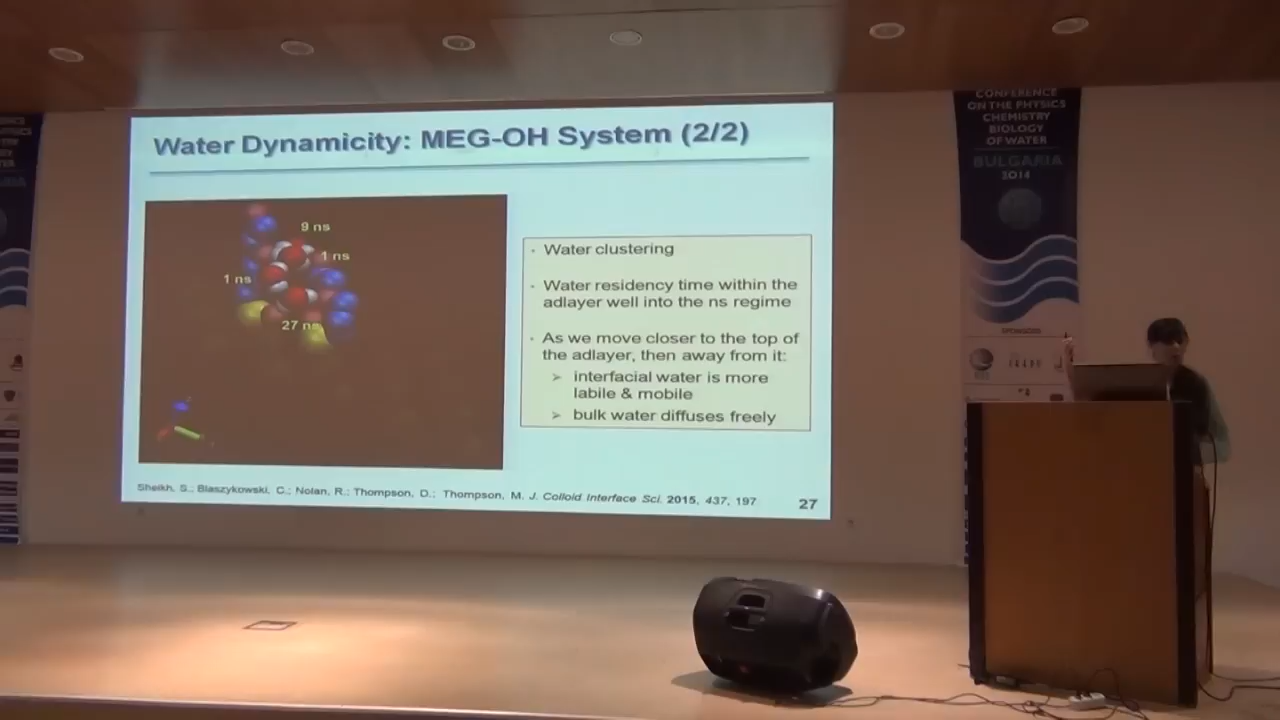 Water Dynamicity: MEG-OH System (2/2)
9 ns
1 ns
1 ns
27 ns
Water clustering
Water residency time within the
adlayer well into the ns regime
As we move closer to the top of
the adlayer, then away from it:
interfacial water is more
labile & mobile
bulk water diffuses freely
Sheikh, S.; Blaszykowski, C.; Nolan, R.; Thompson, D.; Thompson, M. J. Colloid Interface Sci. 2015, 437, 197
27
CONFERENCE
ON THE PHYSICS
CHEMISTRY
BIOLOGY
OF WATER
BULGARIA
2014
SPONSORS